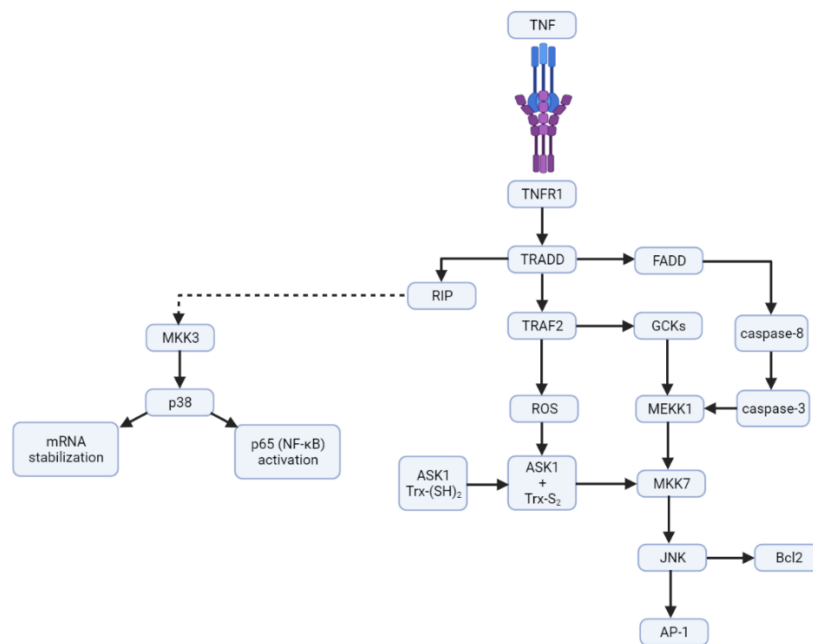 TNF
TNFR1
TRADD
FADD
RIP
TRAF2
GCKs
caspase-8
MKK3
p38
ROS
MEKK1
caspase-3
mRNA
stabilization
p65 (NF-κB)
activation
ASK1
Trx-(SH)₂
ASK1
+
Trx-S₂
MKK7
JNK
Bcl2
AP-1